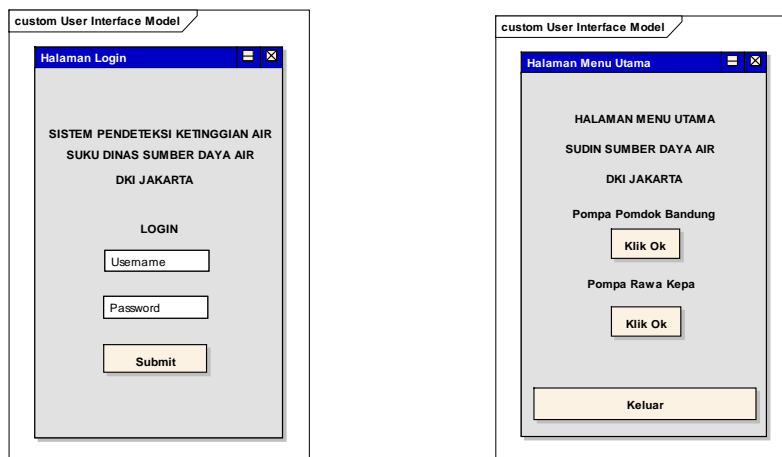 custom User Interface Model
Halaman Login
SISTEM PENDETEKSI KETINGGIAN AIR
SUKU DINAS SUMBER DAYA AIR
DKI JAKARTA
LOGIN
Username
Password
Submit
custom User Interface Model
Halaman Menu Utama
HALAMAN MENU UTAMA
SUDIN SUMBER DAYA AIR
DKI JAKARTA
Pompa Pomdok Bandung
Klik Ok
Pompa Rawa Kepa
Klik Ok
Keluar